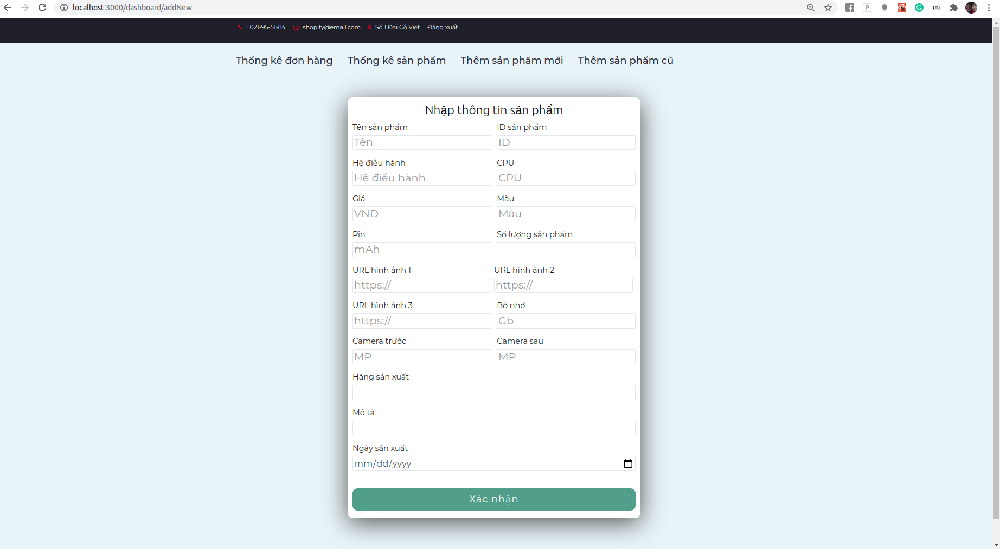 localhost:3000/dashboard/addNew
+021-95-51-84 shopify@email.com Số 1 Đại Cồ Việt Đăng xuất
Thống kê đơn hàng Thống kê sản phẩm Thêm sản phẩm mới Thêm sản phẩm cũ
Nhập thông tin sản phẩm
Tên sản phẩm ID sản phẩm
Tên ID
Hệ điều hành CPU
Hệ điều hành CPU
Giá Màu
VND Màu
Pin Số lượng sản phẩm
mAh
URL hình ảnh 1 URL hình ảnh 2
https:// https://
URL hình ảnh 3 Bộ nhớ
https:// Gb
Camera trước Camera sau
MP MP
Hãng sản xuất
Mô tả
Ngày sản xuất
mm/dd/yyyy
Xác nhận